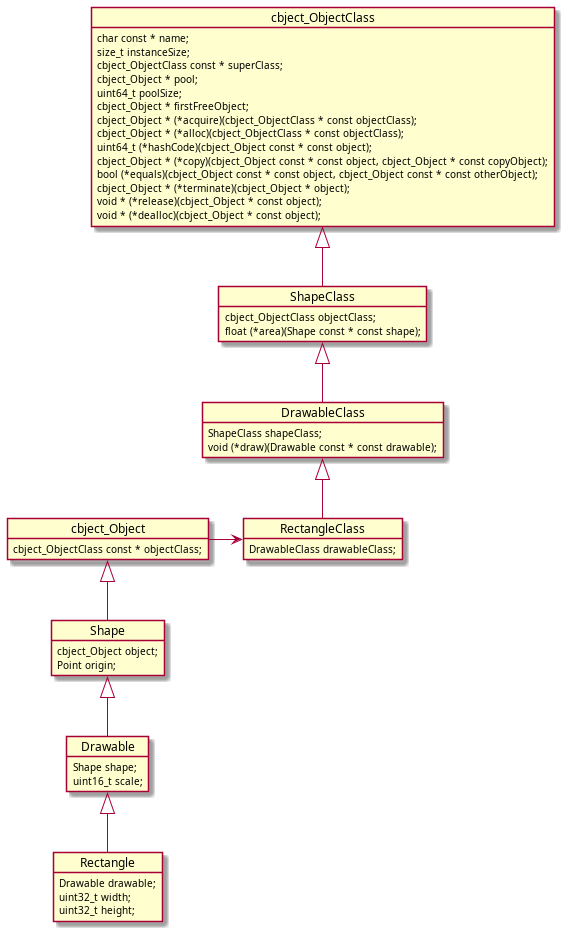 cbject_ObjectClass
char const * name;
size_t instanceSize;
cbject_ObjectClass const * superClass;
cbject_Object * pool;
uint64_t poolSize;
cbject_Object * firstFreeObject;
cbject_Object * (*acquire)(cbject_ObjectClass * const objectClass);
cbject_Object * (*alloc)(cbject_ObjectClass * const objectClass);
uint64_t (*hashCode)(cbject_Object const * const object);
cbject_Object * (*copy)(cbject_Object const * const object, cbject_Object * const copyObject);
bool (*equals)(cbject_Object const * const object, cbject_Object const * const otherObject);
cbject_Object * (*terminate)(cbject_Object * object);
void * (*release)(cbject_Object * const object);
void * (*dealloc)(cbject_Object * const object);
ShapeClass
cbject_ObjectClass objectClass;
float (*area)(Shape const * const shape);
DrawableClass
ShapeClass shapeClass;
void (*draw)(Drawable const * const drawable);
cbject_Object
cbject_ObjectClass const * objectClass;
RectangleClass
DrawableClass drawableClass;
Shape
cbject_Object object;
Point origin;
Drawable
Shape shape;
uint16_t scale;
Rectangle
Drawable drawable;
uint32_t width;
uint32_t height;